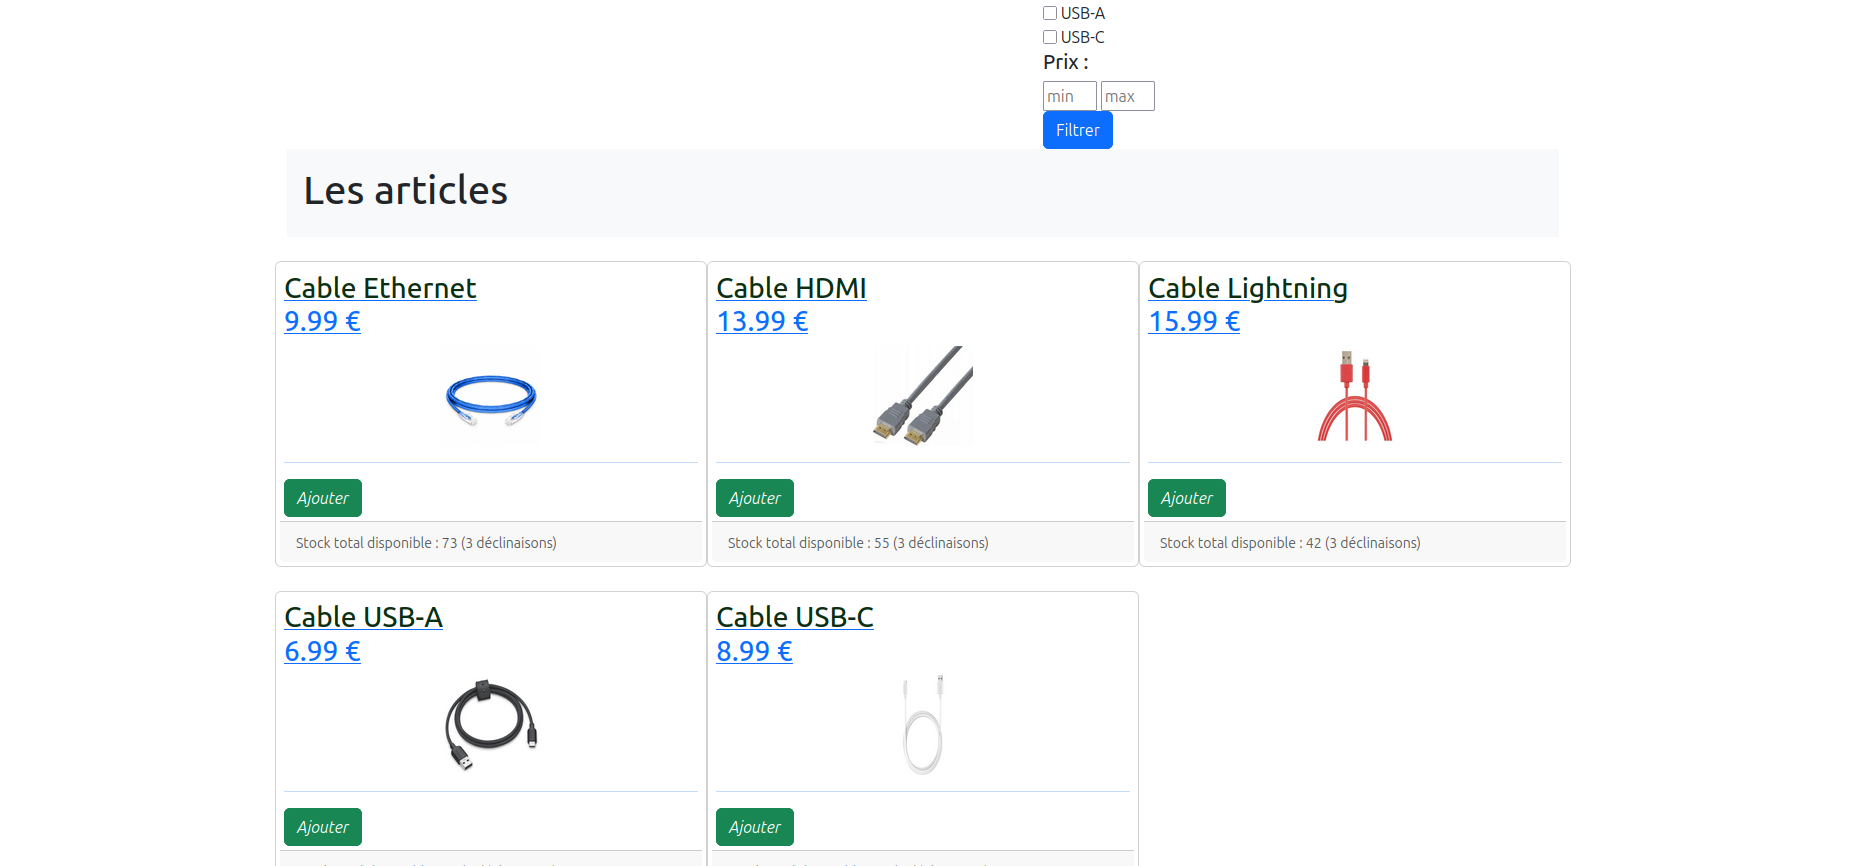 USB-A
USB-C
Prix :
min max
Filtrer
Les articles
Cable Ethernet
9.99 €
Ajouter
Stock total disponible : 73 (3 déclinaisons)
Cable HDMI
13.99 €
Ajouter
Stock total disponible : 55 (3 déclinaisons)
Cable Lightning
15.99 €
Ajouter
Stock total disponible : 42 (3 déclinaisons)
Cable USB-A
6.99 €
Ajouter
Cable USB-C
8.99 €
Ajouter